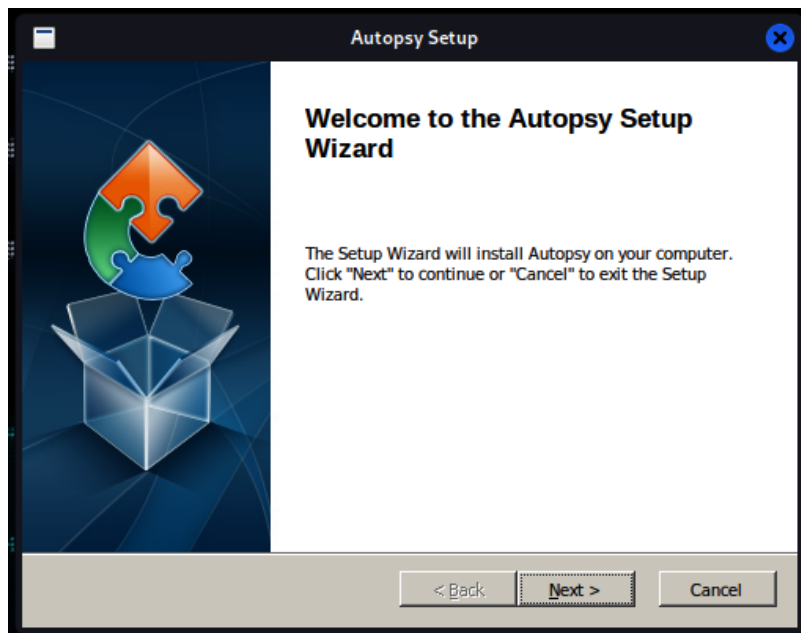 Autopsy Setup
Welcome to the Autopsy Setup
Wizard
The Setup Wizard will install Autopsy on your computer.
Click "Next" to continue or "Cancel" to exit the Setup
Wizard.
< Back Next > Cancel